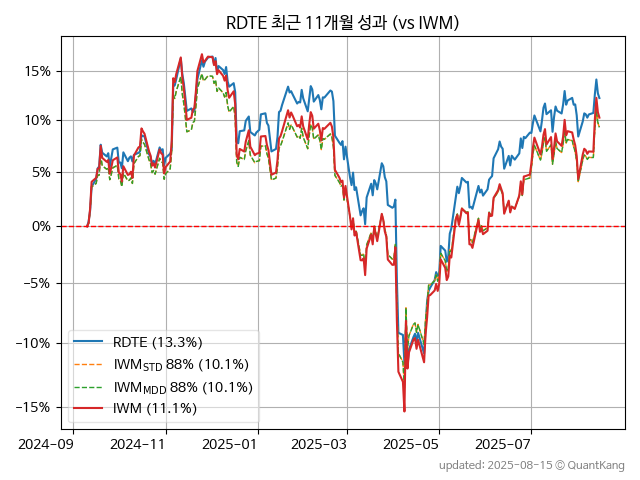 RDTE 최근 11개월 성과 (vs IWM)
15%
10%
5%
0%
−5%
−10%
−15%
RDTE (13.3%)
IWM_STD 88% (10.1%)
IWM_MDD 88% (10.1%)
IWM (11.1%)
2024-09 2024-11 2025-01 2025-03 2025-05 2025-07
updated: 2025-08-15 ⓒ QuantKang